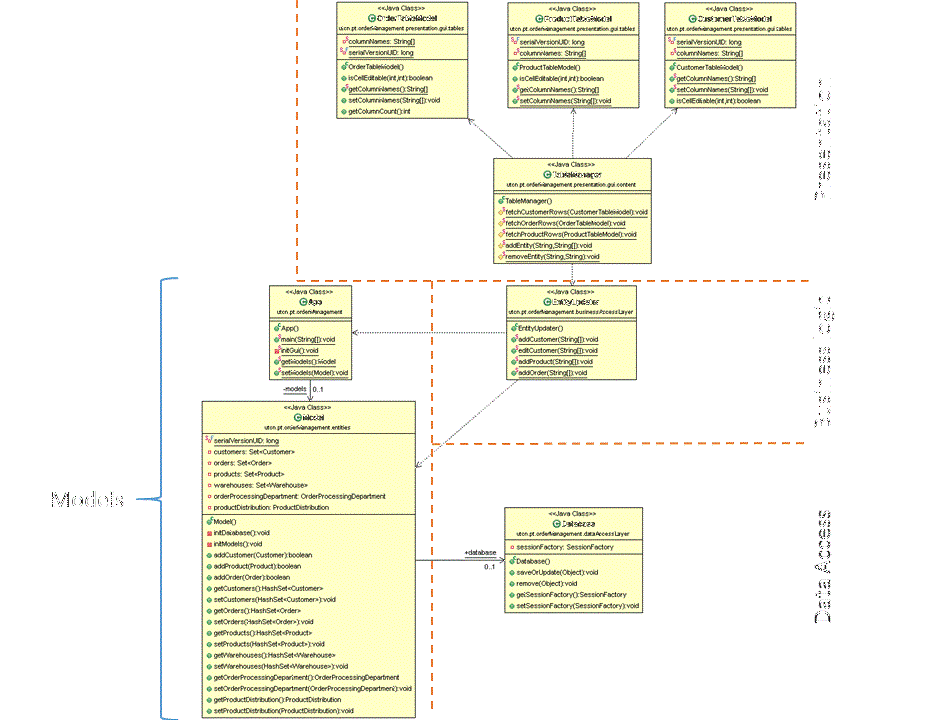 <<Java Class>>
OrderTableModel
utcn.pt.orderManagement.presentation.gui.tables
columnNames: String[]
serialVersionUID: long
OrderTableModel()
isCellEditable(int,int):boolean
getColumnNames():String[]
setColumnNames(String[]):void
getColumnCount():int
<<Java Class>>
ProductTableModel
utcn.pt.orderManagement.presentation.gui.tables
serialVersionUID: long
columnNames: String[]
ProductTableModel()
isCellEditable(int,int):boolean
getColumnNames():String[]
setColumnNames(String[]):void
<<Java Class>>
CustomerTableModel
utcn.pt.orderManagement.presentation.gui.tables
serialVersionUID: long
columnNames: String[]
CustomerTableModel()
getColumnNames():String[]
setColumnNames(String[]):void
isCellEditable(int,int):boolean
<<Java Class>>
TableManager
utcn.pt.orderManagement.presentation.gui.content
TableManager()
fetchCustomerRows(CustomerTableModel):void
fetchOrderRows(OrderTableModel):void
fetchProductRows(ProductTableModel):void
addEntity(String,String[]):void
removeEntity(String,String):void
<<Java Class>>
App
utcn.pt.orderManagement
App()
main(String[]):void
initGui():void
getModels():Model
setModels(Model):void
<<Java Class>>
EntityUpdater
utcn.pt.orderManagement.businessAccessLayer
EntityUpdater()
addCustomer(String[]):void
editCustomer(String[]):void
addProduct(String[]):void
addOrder(String[]):void
-models 0..1
<<Java Class>>
Model
utcn.pt.orderManagement.entities
serialVersionUID: long
customers: Set<Customer>
orders: Set<Order>
products: Set<Product>
warehouses: Set<Warehouse>
orderProcessingDepartment: OrderProcessingDepartment
productDistribution: ProductDistribution
Model()
initDatabase():void
initModels():void
addCustomer(Customer):boolean
addProduct(Product):boolean
addOrder(Order):boolean
getCustomers():HashSet<Customer>
setCustomers(HashSet<Customer>):void
getOrders():HashSet<Order>
setOrders(HashSet<Order>):void
getProducts():HashSet<Product>
setProducts(HashSet<Product>):void
getWarehouses():HashSet<Warehouse>
setWarehouses(HashSet<Warehouse>):void
getOrderProcessingDepartment():OrderProcessingDepartment
setOrderProcessingDepartment(OrderProcessingDepartment):void
getProductDistribution():ProductDistribution
setProductDistribution(ProductDistribution):void
Models
+database
0..1
<<Java Class>>
Database
utcn.pt.orderManagement.dataAccessLayer
sessionFactory: SessionFactory
Database()
saveOrUpdate(Object):void
remove(Object):void
getSessionFactory():SessionFactory
setSessionFactory(SessionFactory):void
Data Access